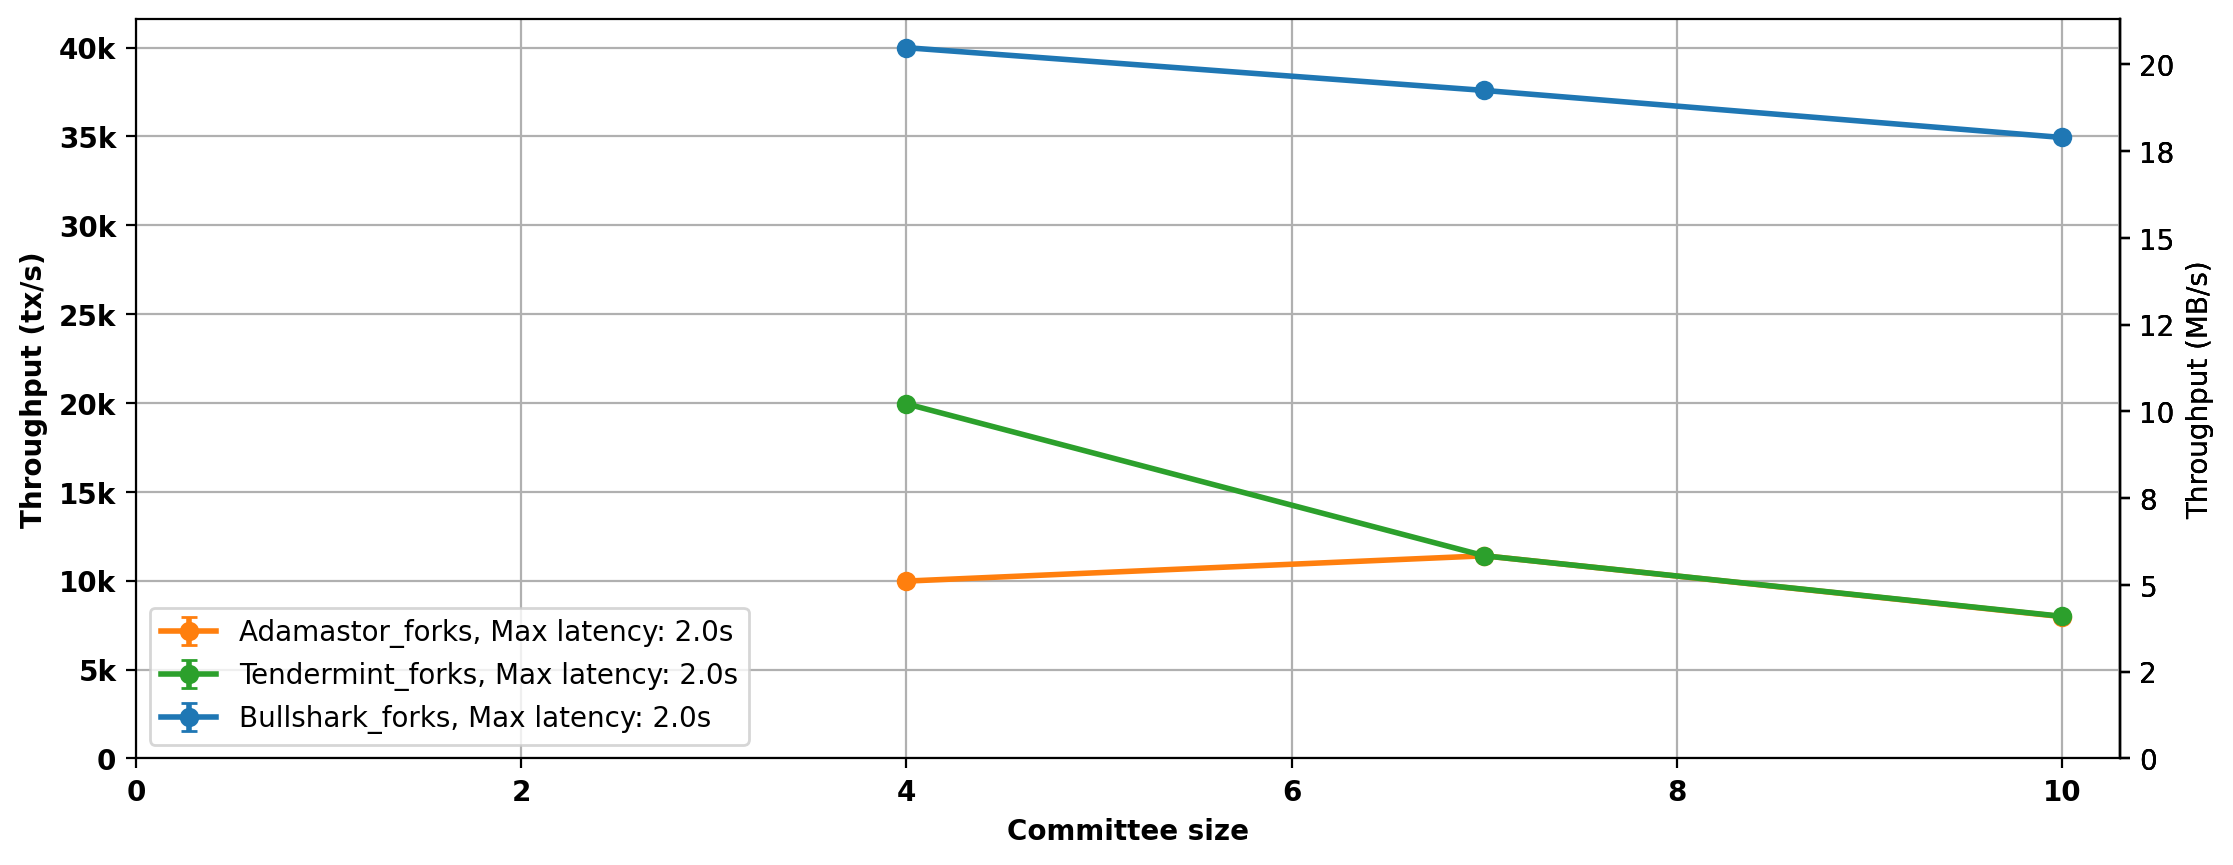 Throughput (tx/s)
40k
35k
30k
25k
20k
15k
10k
5k
0
20
18
15
12
10
8
5
2
0
Throughput (MB/s)
Adamastor_forks, Max latency: 2.0s
Tendermint_forks, Max latency: 2.0s
Bullshark_forks, Max latency: 2.0s
0 2 4 6 8 10
Committee size